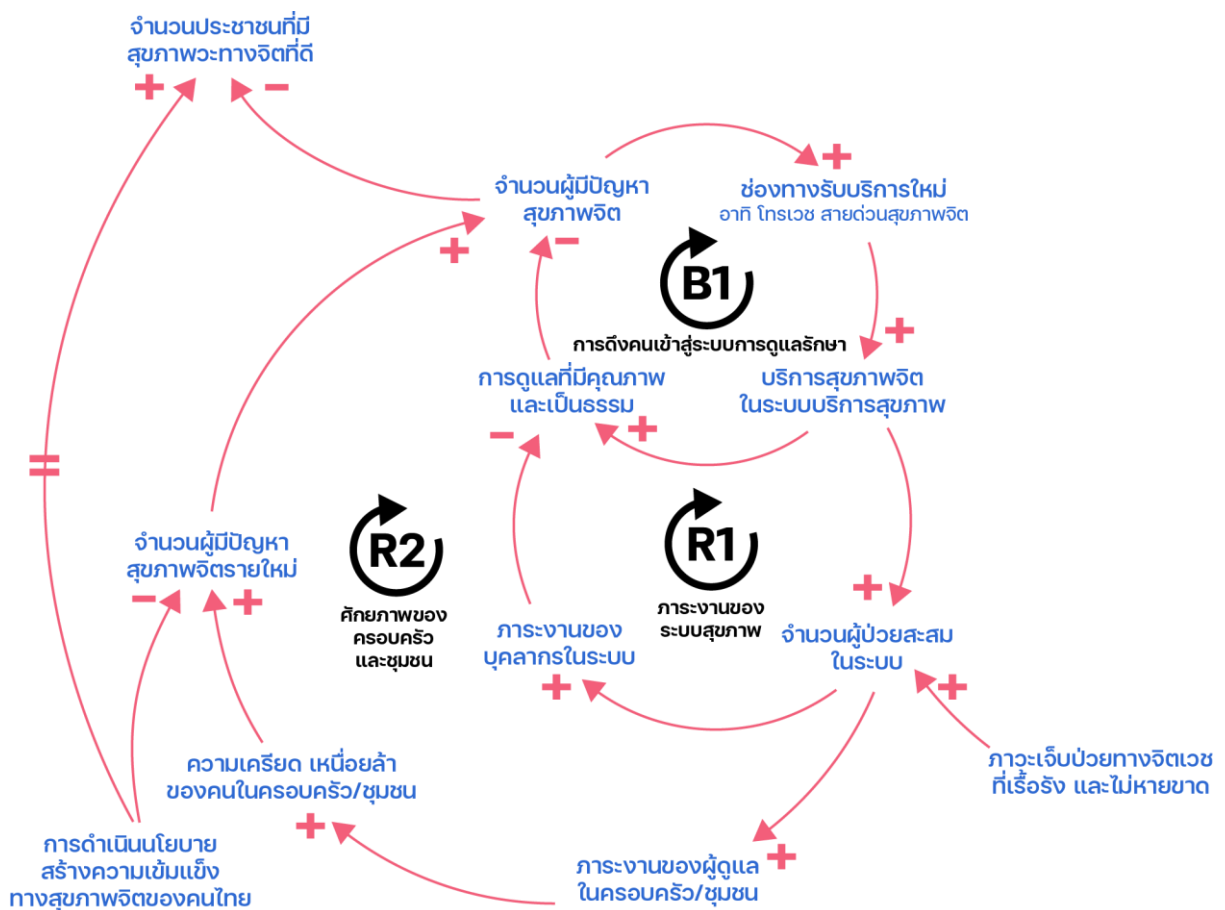 จำนวนประชาชนที่มี
สุขภาพวะทางจิตที่ดี
+
−
จำนวนผู้มีปัญหา
สุขภาพจิต
+
ช่องทางรับบริการใหม่
อาทิ โทรเวช สายด่วนสุขภาพจิต
+
−
B1
การดึงคนเข้าสู่ระบบการดูแลรักษา
+
การดูแลที่มีคุณภาพ
และเป็นธรรม
บริการสุขภาพจิต
ในระบบบริการสุขภาพ
−
+
=
จำนวนผู้มีปัญหา
สุขภาพจิตรายใหม่
−
+
R2
ศักยภาพของ
ครอบครัว
และชุมชน
R1
ภาระงานของ
ระบบสุขภาพ
+
ภาระงานของ
บุคลากรในระบบ
+
จำนวนผู้ป่วยสะสม
ในระบบ
+
ภาวะเจ็บป่วยทางจิตเวช
ที่เรื้อรัง และไม่หายขาด
ความเครียด เหนื่อยล้า
ของคนในครอบครัว/ชุมชน
+
การดำเนินนโยบาย
สร้างความเข้มแข็ง
ทางสุขภาพจิตของคนไทย
ภาระงานของผู้ดูแล
ในครอบครัว/ชุมชน
+